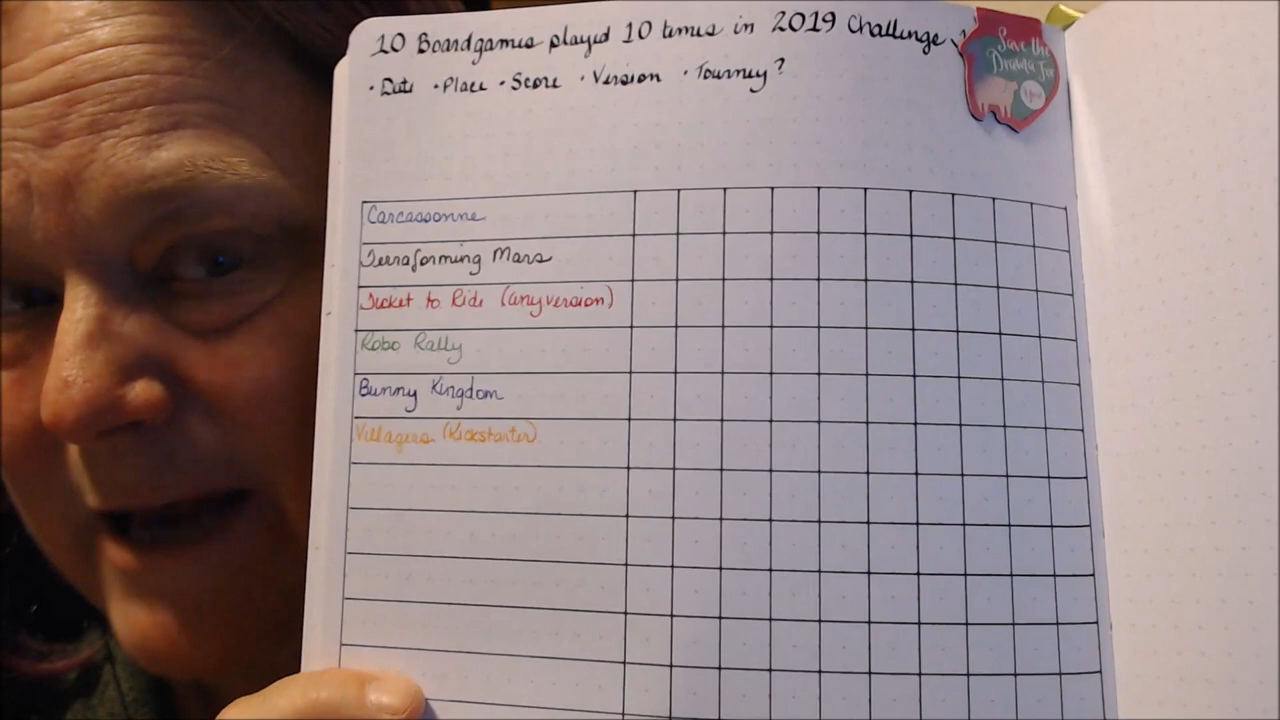 10 Boardgames played 10 times in 2019 Challenge
• Date • Place • Score • Version • Tourney?
Save the
Drama For
Carcassonne
Terraforming Mars
Ticket to Ride (any version)
Robo Rally
Bunny Kingdom
Villagers (Kickstarter)